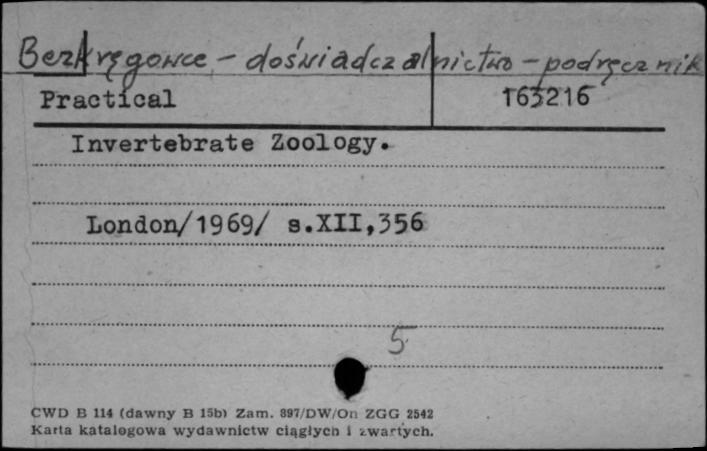 Bezkręgowce - doświadczalnictwo - podręcznik
Practical 163216
Invertebrate Zoology.
London/1969/ s.XII,356
5
CWD B 114 (dawny B 15b) Zam. 897/DW/On ZGG 2542
Karta katalogowa wydawnictw ciągłych i zwartych.